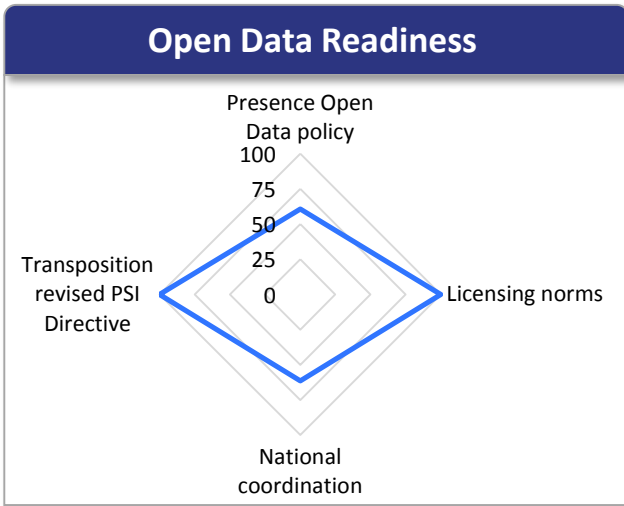 Open Data Readiness
Presence Open
Data policy
100
75
50
25
0
Transposition
revised PSI
Directive
Licensing norms
National
coordination